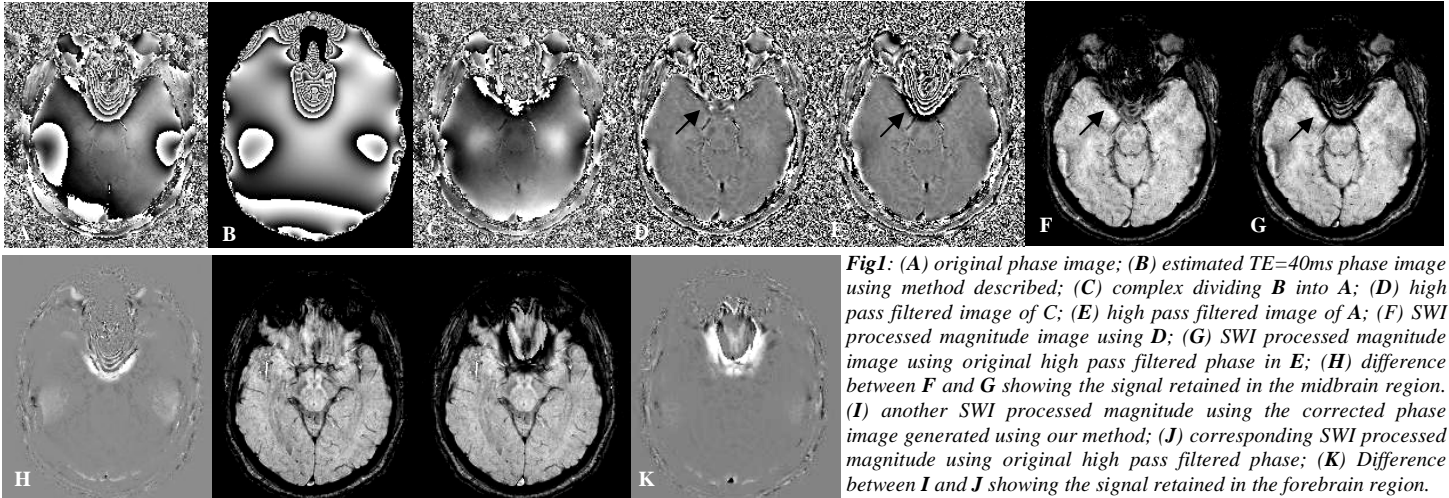 A
B
C
D
E
F
G
H
K
Fig1: (A) original phase image; (B) estimated TE=40ms phase image
using method described; (C) complex dividing B into A; (D) high
pass filtered image of C; (E) high pass filtered image of A; (F) SWI
processed magnitude image using D; (G) SWI processed magnitude
image using original high pass filtered phase in E; (H) difference
between F and G showing the signal retained in the midbrain region.
(I) another SWI processed magnitude using the corrected phase
image generated using our method; (J) corresponding SWI processed
magnitude using original high pass filtered phase; (K) Difference
between I and J showing the signal retained in the forebrain region.